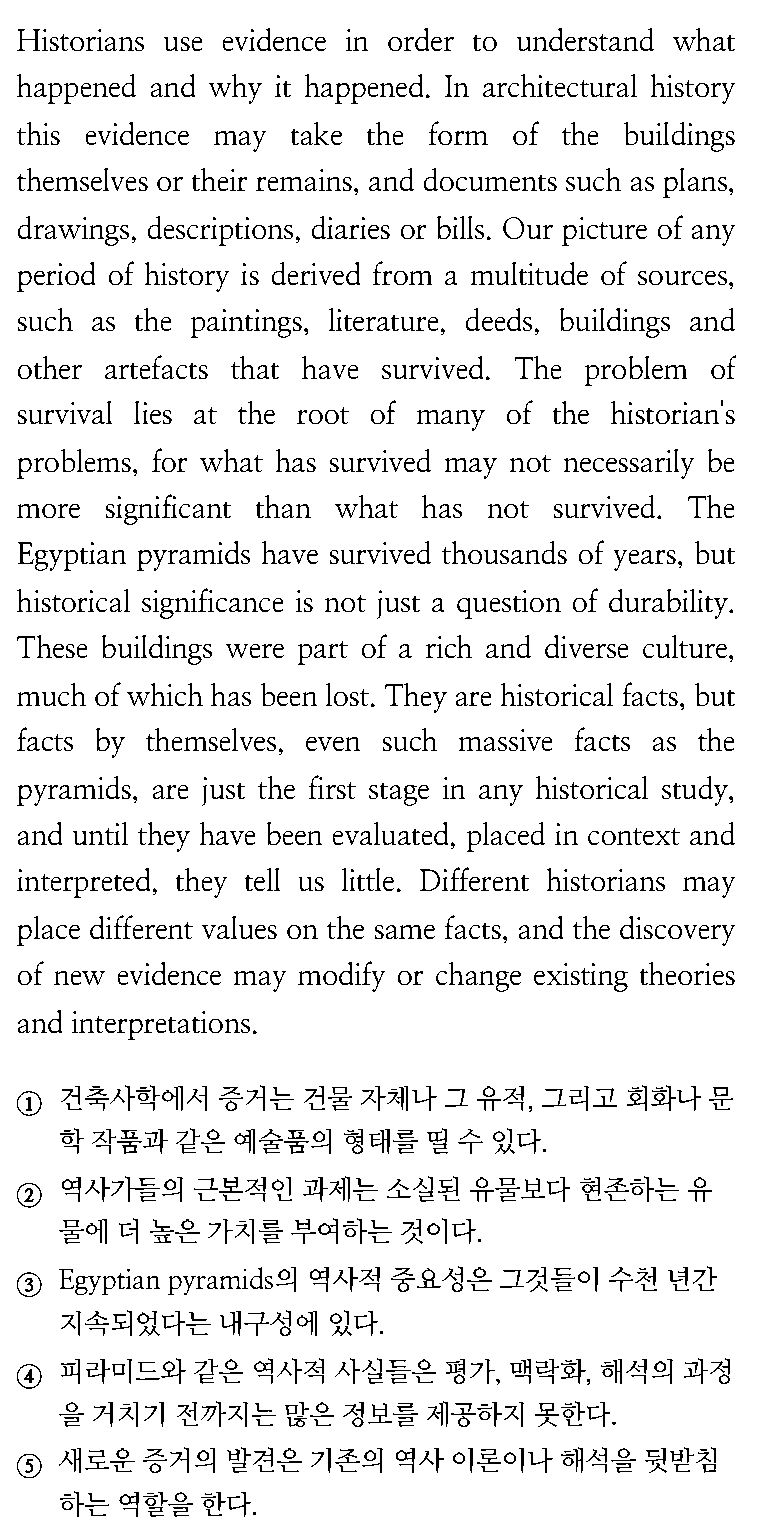 Historians use evidence in order to understand what
happened and why it happened. In architectural history
this evidence may take the form of the buildings
themselves or their remains, and documents such as plans,
drawings, descriptions, diaries or bills. Our picture of any
period of history is derived from a multitude of sources,
such as the paintings, literature, deeds, buildings and
other artefacts that have survived. The problem of
survival lies at the root of many of the historian's
problems, for what has survived may not necessarily be
more significant than what has not survived. The
Egyptian pyramids have survived thousands of years, but
historical significance is not just a question of durability.
These buildings were part of a rich and diverse culture,
much of which has been lost. They are historical facts, but
facts by themselves, even such massive facts as the
pyramids, are just the first stage in any historical study,
and until they have been evaluated, placed in context and
interpreted, they tell us little. Different historians may
place different values on the same facts, and the discovery
of new evidence may modify or change existing theories
and interpretations.
① 건축사학에서 증거는 건물 자체나 그 유적, 그리고 회화나 문
학 작품과 같은 예술품의 형태를 띨 수 있다.
② 역사가들의 근본적인 과제는 소실된 유물보다 현존하는 유
물에 더 높은 가치를 부여하는 것이다.
③ Egyptian pyramids의 역사적 중요성은 그것들이 수천 년간
지속되었다는 내구성에 있다.
④ 피라미드와 같은 역사적 사실들은 평가, 맥락화, 해석의 과정
을 거치기 전까지는 많은 정보를 제공하지 못한다.
⑤ 새로운 증거의 발견은 기존의 역사 이론이나 해석을 뒷받침
하는 역할을 한다.